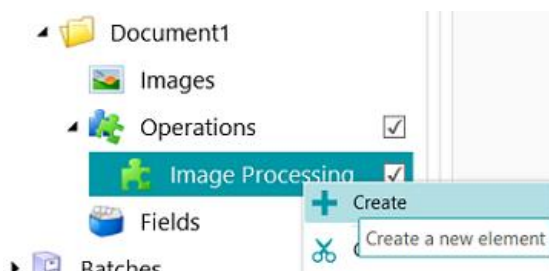 Document1
Images
Operations
Image Processing
Create
Fields
Create a new element
Batches